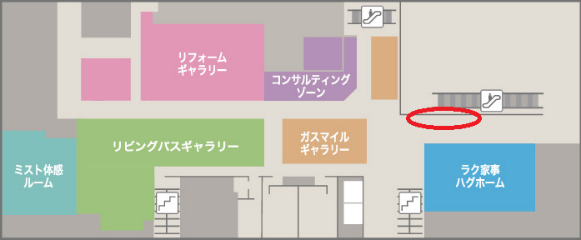 リフォーム
ギャラリー
コンサルティング
ゾーン
リビングバスギャラリー
ガスマイル
ギャラリー
ミスト体感
ルーム
ラク家事
ハグホーム